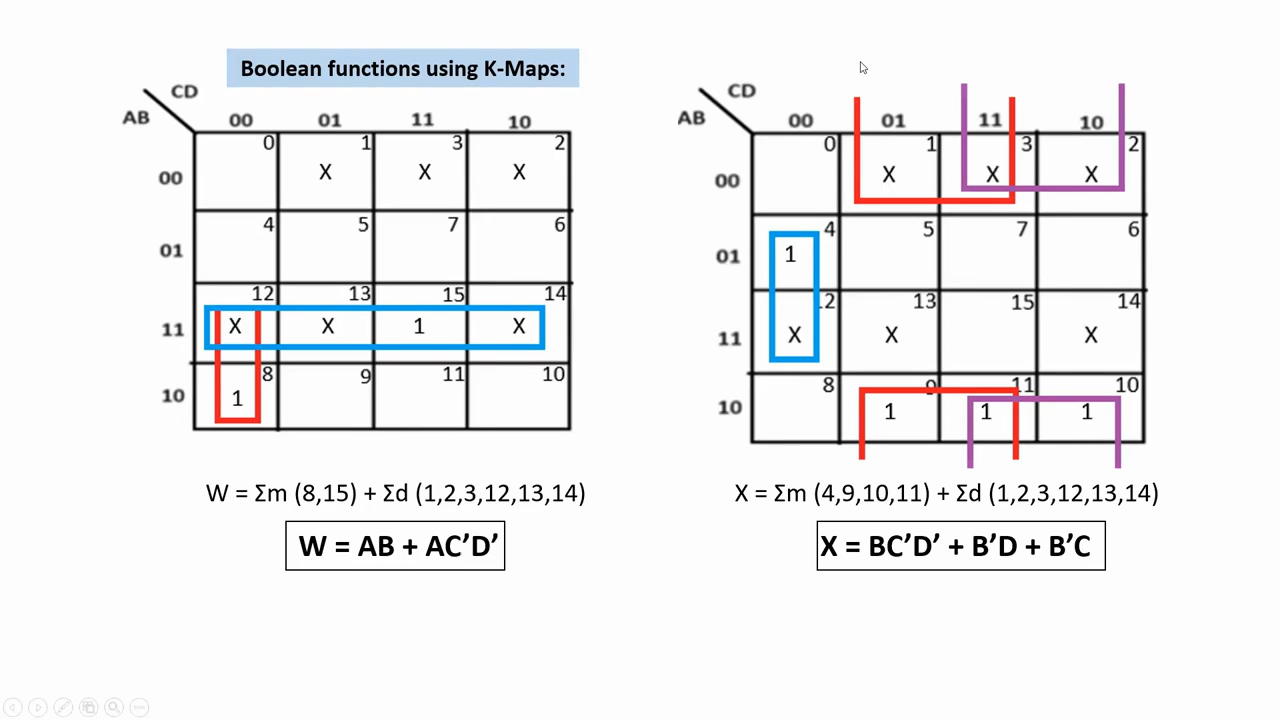 Boolean functions using K-Maps:
CD
AB
00 01 11 10
00
0 1 3 2
X X X
01
4 5 7 6
11
12 13 15 14
X X 1 X
10
8 9 11 10
1
W = Σm (8,15) + Σd (1,2,3,12,13,14)
W = AB + AC’D’
CD
AB
00 01 11 10
00
0 1 3 2
X X X
01
4 5 7 6
1
11
12 13 15 14
X X X
10
8 9 11 10
1 1 1
X = Σm (4,9,10,11) + Σd (1,2,3,12,13,14)
X = BC’D’ + B’D + B’C